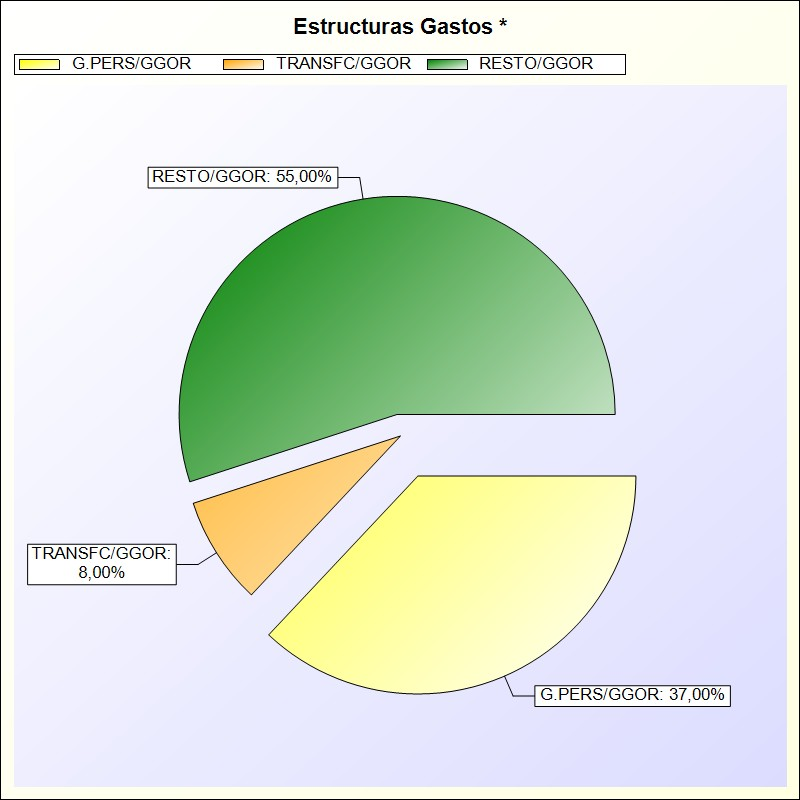 Estructuras Gastos *
G.PERS/GGOR TRANSFC/GGOR RESTO/GGOR
RESTO/GGOR: 55,00%
TRANSFC/GGOR:
8,00%
G.PERS/GGOR: 37,00%